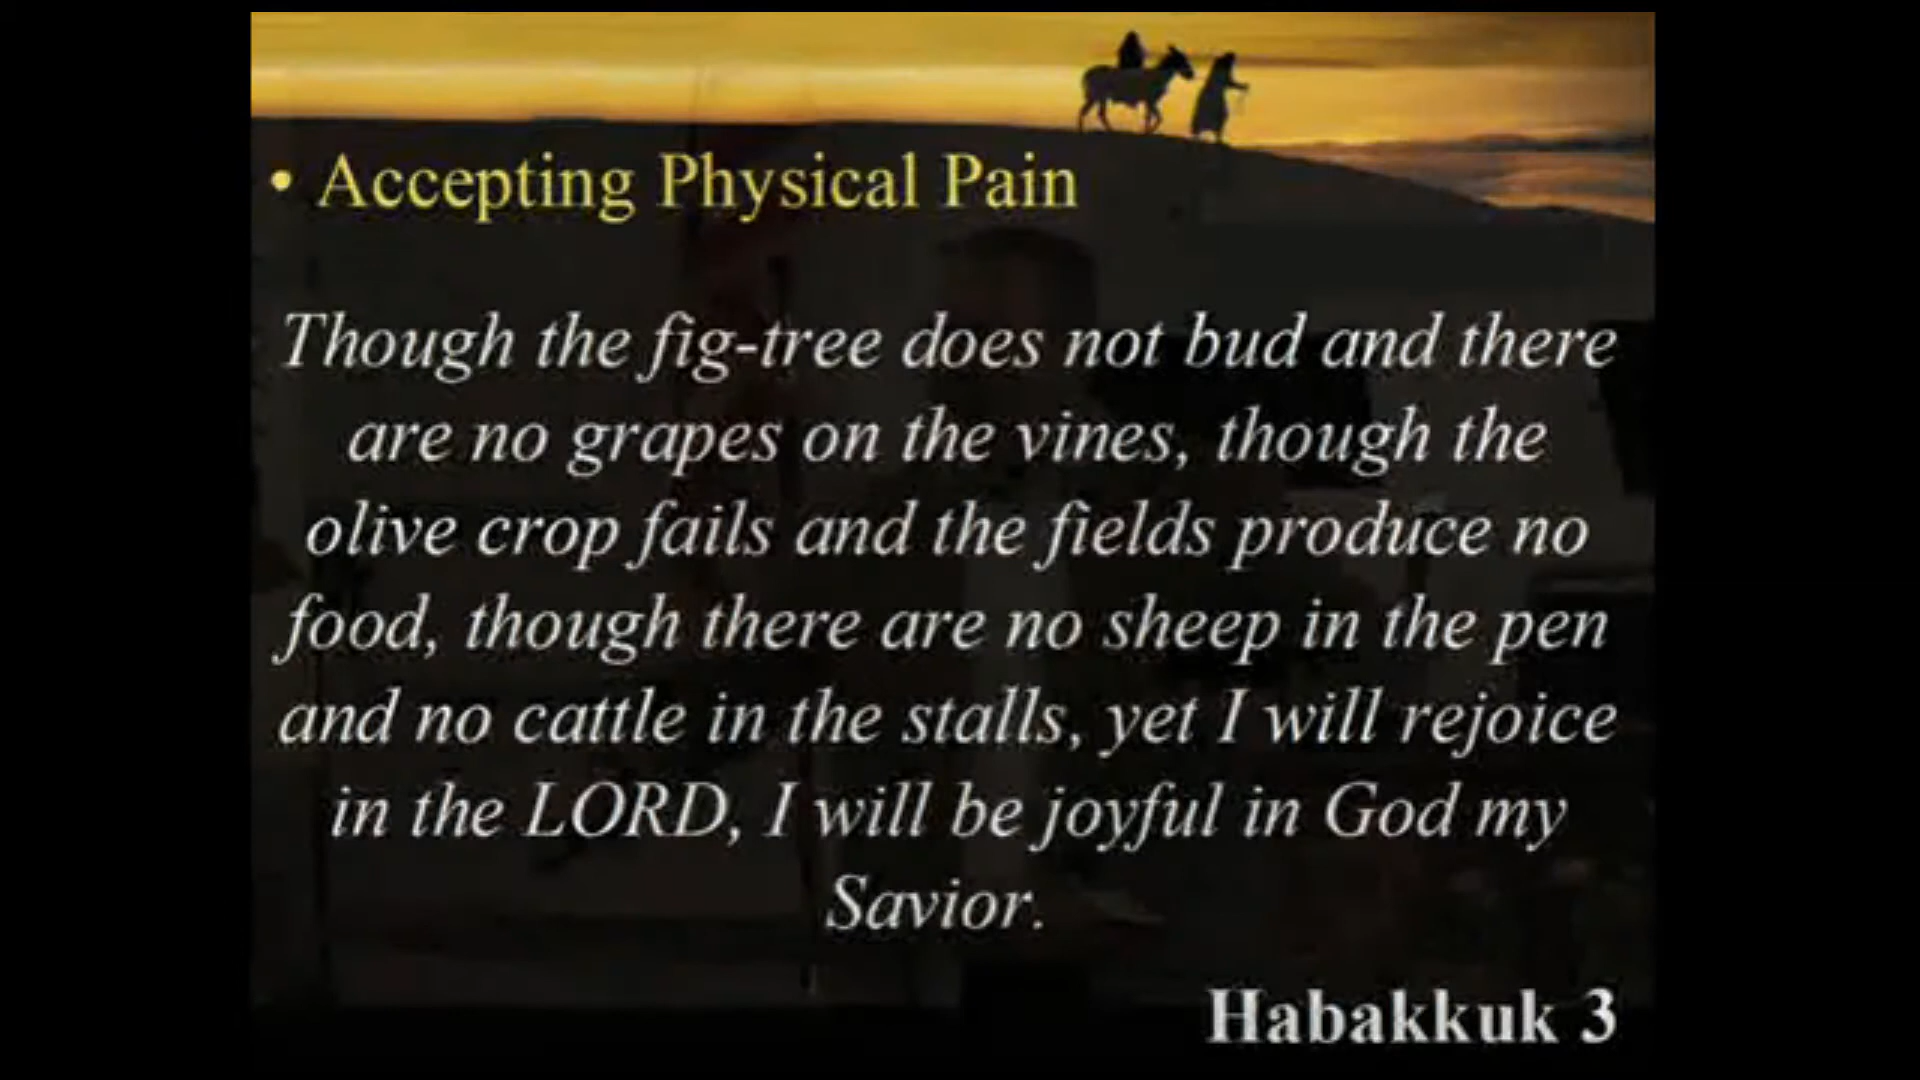 • Accepting Physical Pain
Though the fig-tree does not bud and there
are no grapes on the vines, though the
olive crop fails and the fields produce no
food, though there are no sheep in the pen
and no cattle in the stalls, yet I will rejoice
in the LORD, I will be joyful in God my
Savior.
Habakkuk 3